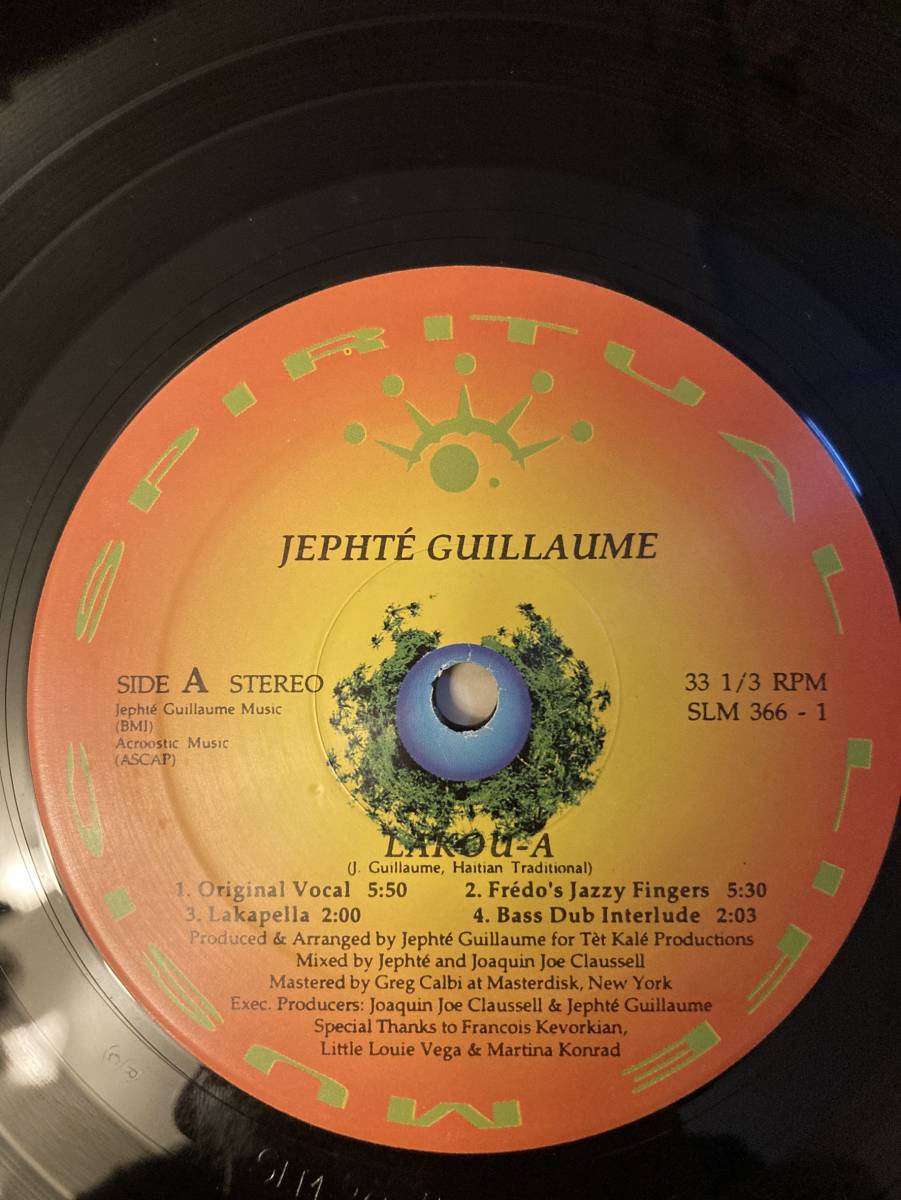 SPIRITUAL LIFE MUSIC
JEPHTÉ GUILLAUME
SIDE A STEREO
Jephté Guillaume Music
(BMI)
Acroostic Music
(ASCAP)
33 1/3 RPM
SLM 366 - 1
LAKOU-A
(J. Guillaume, Haitian Traditional)
1. Original Vocal 5:50 2. Frédo's Jazzy Fingers 5:30
3. Lakapella 2:00 4. Bass Dub Interlude 2:03
Produced & Arranged by Jephté Guillaume for Tèt Kalé Productions
Mixed by Jephté and Joaquin Joe Claussell
Mastered by Greg Calbi at Masterdisk, New York
Exec. Producers: Joaquin Joe Claussell & Jephté Guillaume
Special Thanks to Francois Kevorkian,
Little Louie Vega & Martina Konrad